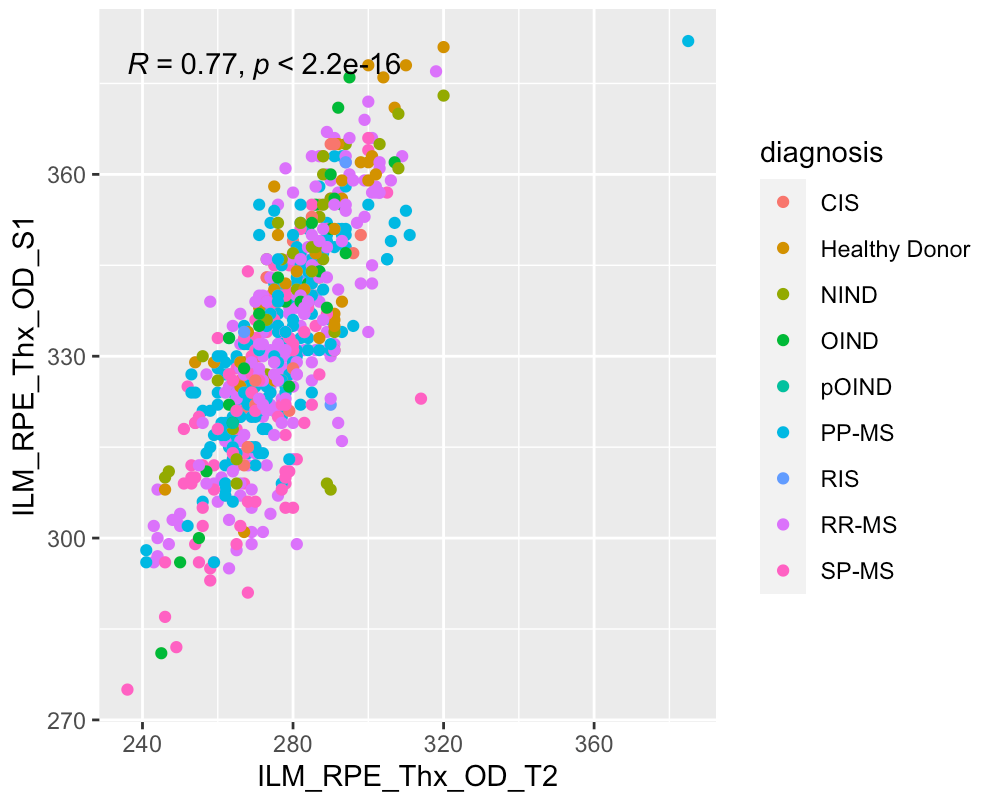 R = 0.77, p < 2.2e-16
ILM_RPE_Thx_OD_S1
360
330
300
270
240 280 320 360
ILM_RPE_Thx_OD_T2
diagnosis
CIS
Healthy Donor
NIND
OIND
pOIND
PP-MS
RIS
RR-MS
SP-MS